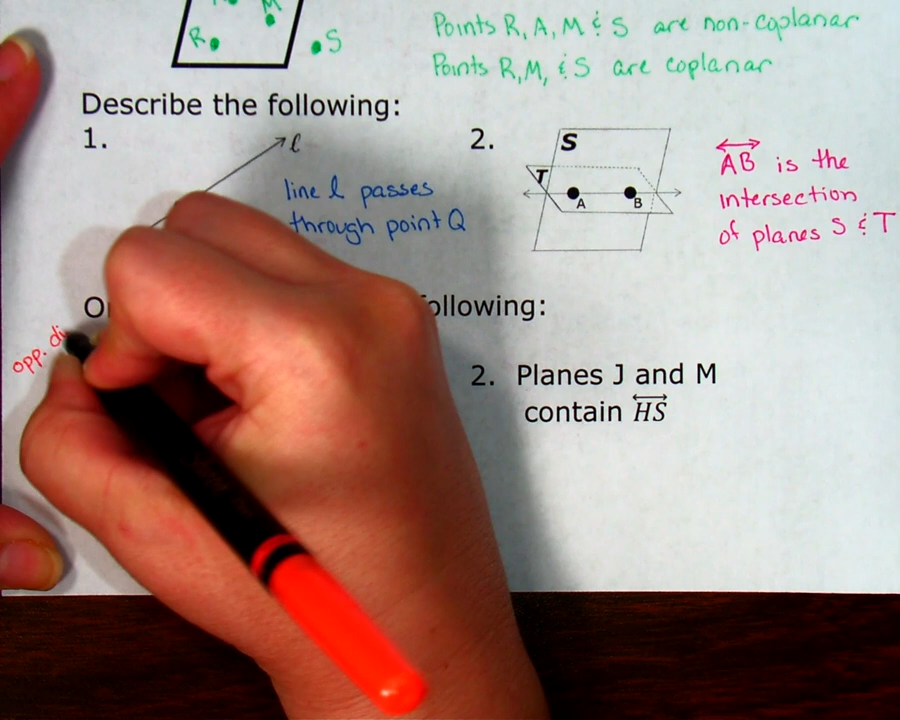 M
R
S
Points R, A, M & S are non-coplanar
Points R, M, & S are coplanar
Describe the following:
1.
l
line l passes
through point Q
2.
S
T
A
B
AB is the
intersection
of planes S & T
following:
opp.
2. Planes J and M
contain HS